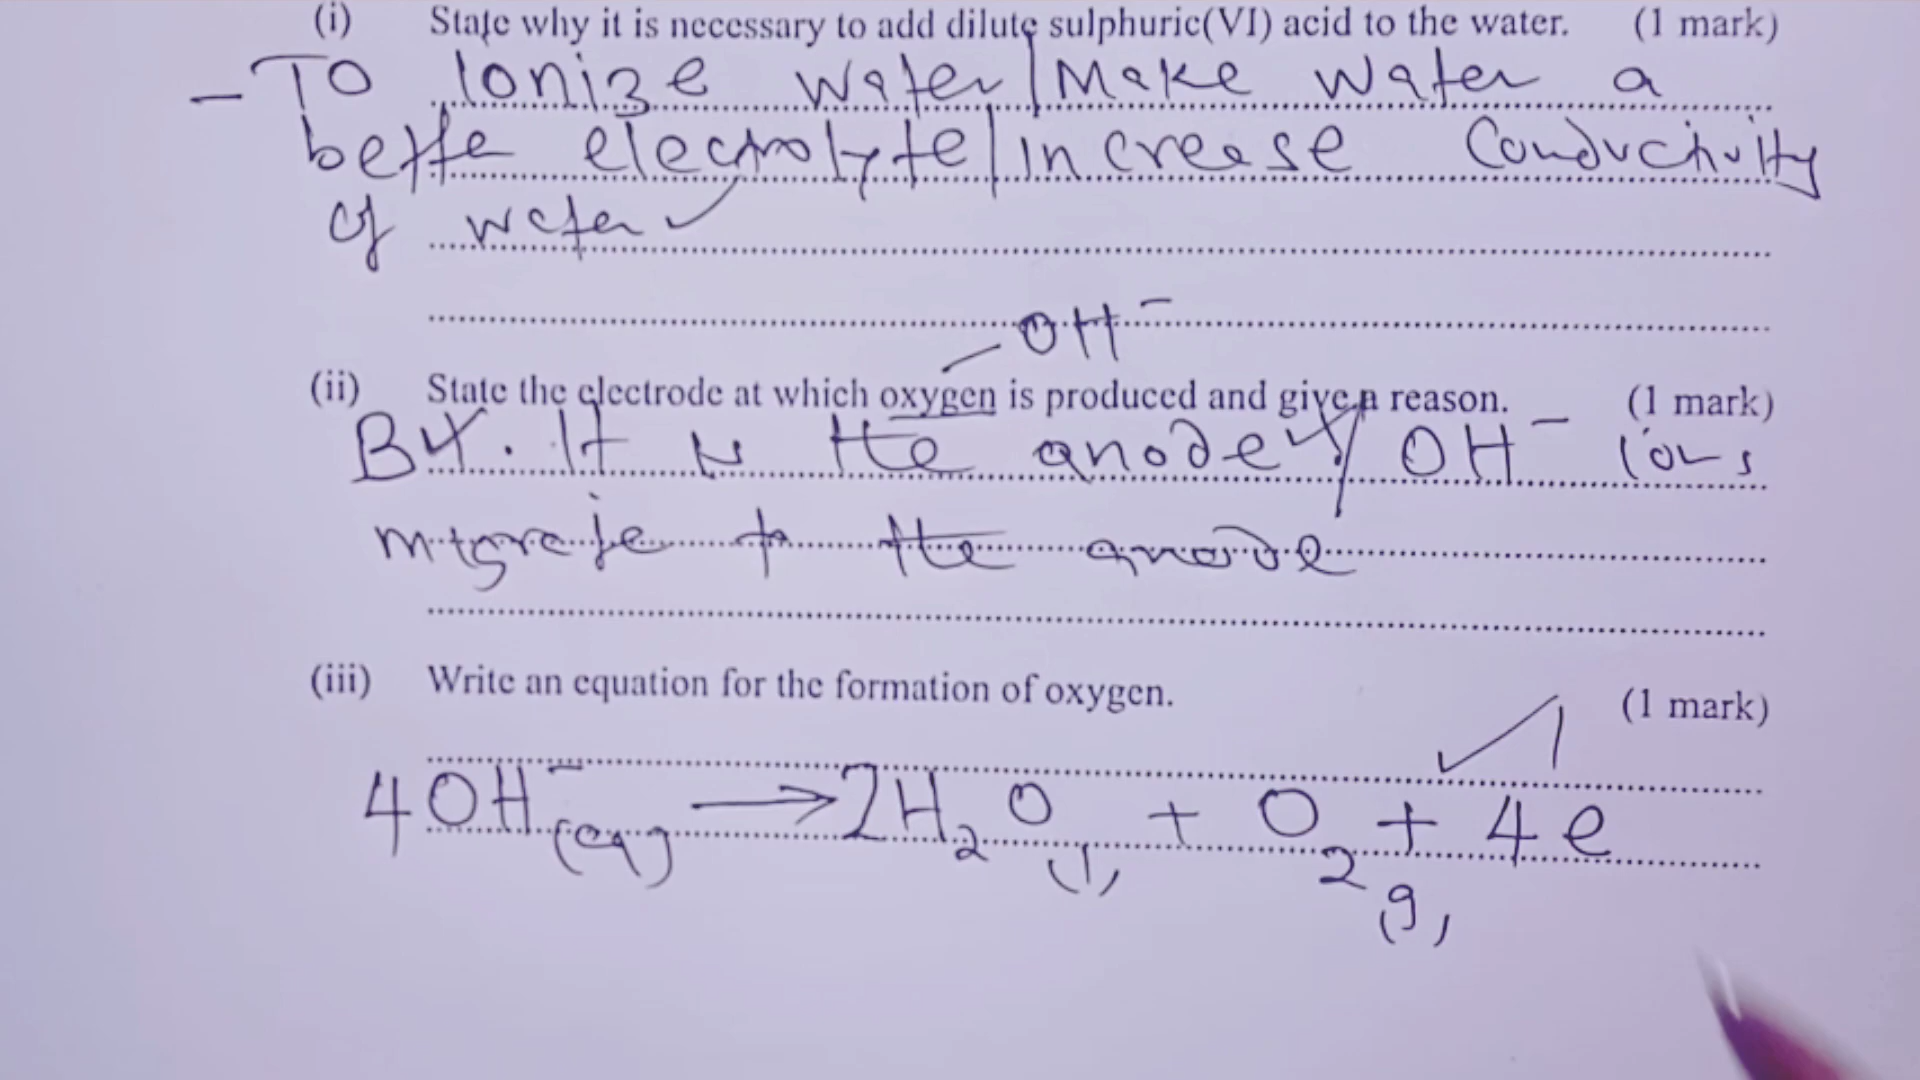 (i) State why it is necessary to add dilute sulphuric(VI) acid to the water. (1 mark)
- To Ionize water/Make water a
bette electrolyte/increase Conductivity
of water ✓
OH⁻
(ii) State the electrode at which oxygen is produced and give a reason. (1 mark)
B. It is the anode / OH⁻ ions
migrate to the anode
(iii) Write an equation for the formation of oxygen. (1 mark)
✓1
4OH⁻(aq) → 2H₂O(l) + O₂(g) + 4e